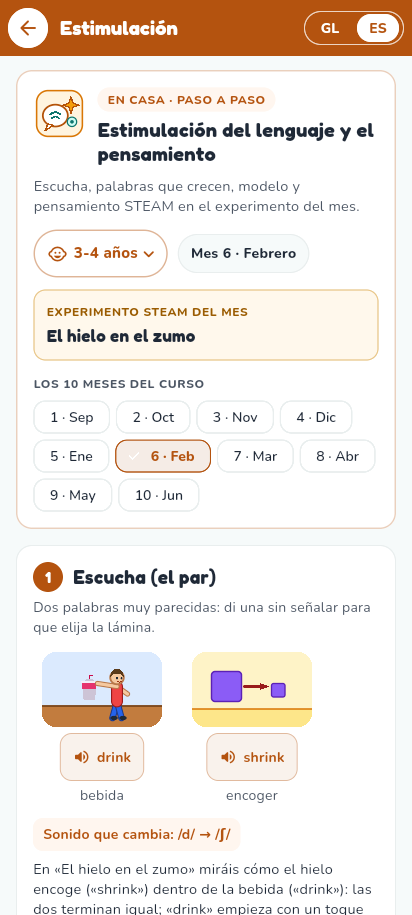 Estimulación
GL
ES
EN CASA · PASO A PASO
Estimulación del lenguaje y el
pensamiento
Escucha, palabras que crecen, modelo y
pensamiento STEAM en el experimento del mes.
3-4 años
Mes 6 · Febrero
EXPERIMENTO STEAM DEL MES
El hielo en el zumo
LOS 10 MESES DEL CURSO
1 · Sep
2 · Oct
3 · Nov
4 · Dic
5 · Ene
6 · Feb
7 · Mar
8 · Abr
9 · May
10 · Jun
1
Escucha (el par)
Dos palabras muy parecidas: di una sin señalar para
que elija la lámina.
drink
shrink
bebida
encoger
Sonido que cambia: /d/ → /ʃ/
En «El hielo en el zumo» miráis cómo el hielo
encoge («shrink») dentro de la bebida («drink»): las
dos terminan igual; «drink» empieza con un toque